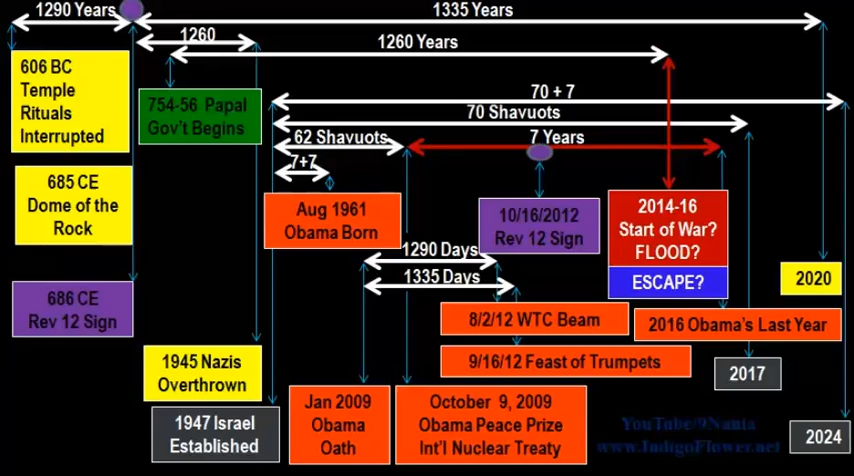 1290 Years
1335 Years
1260
1260 Years
606 BC
Temple
Rituals
Interrupted
754-56 Papal
Gov't Begins
70 + 7
70 Shavuots
62 Shavuots
7 Years
7+7
685 CE
Dome of the
Rock
Aug 1961
Obama Born
10/16/2012
Rev 12 Sign
2014-16
Start of War?
FLOOD?
ESCAPE?
1290 Days
1335 Days
2020
686 CE
Rev 12 Sign
8/2/12 WTC Beam
2016 Obama's Last Year
9/16/12 Feast of Trumpets
1945 Nazis
Overthrown
2017
Jan 2009
Obama
Oath
October 9, 2009
Obama Peace Prize
Int'l Nuclear Treaty
1947 Israel
Established
YouTube/9Nania
www.IndigoFlower.net
2024